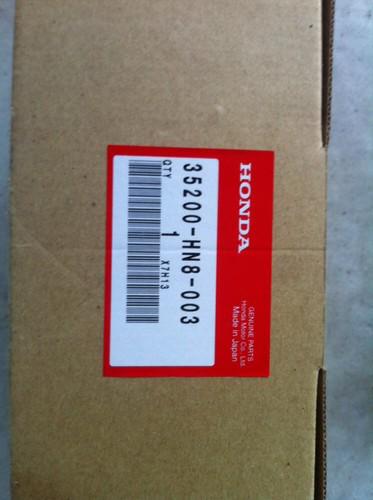 HONDA
GENUINE PARTS
Honda Motor Co., Ltd.
Made in Japan
35200-HN8-003
QTY 1 X7H13